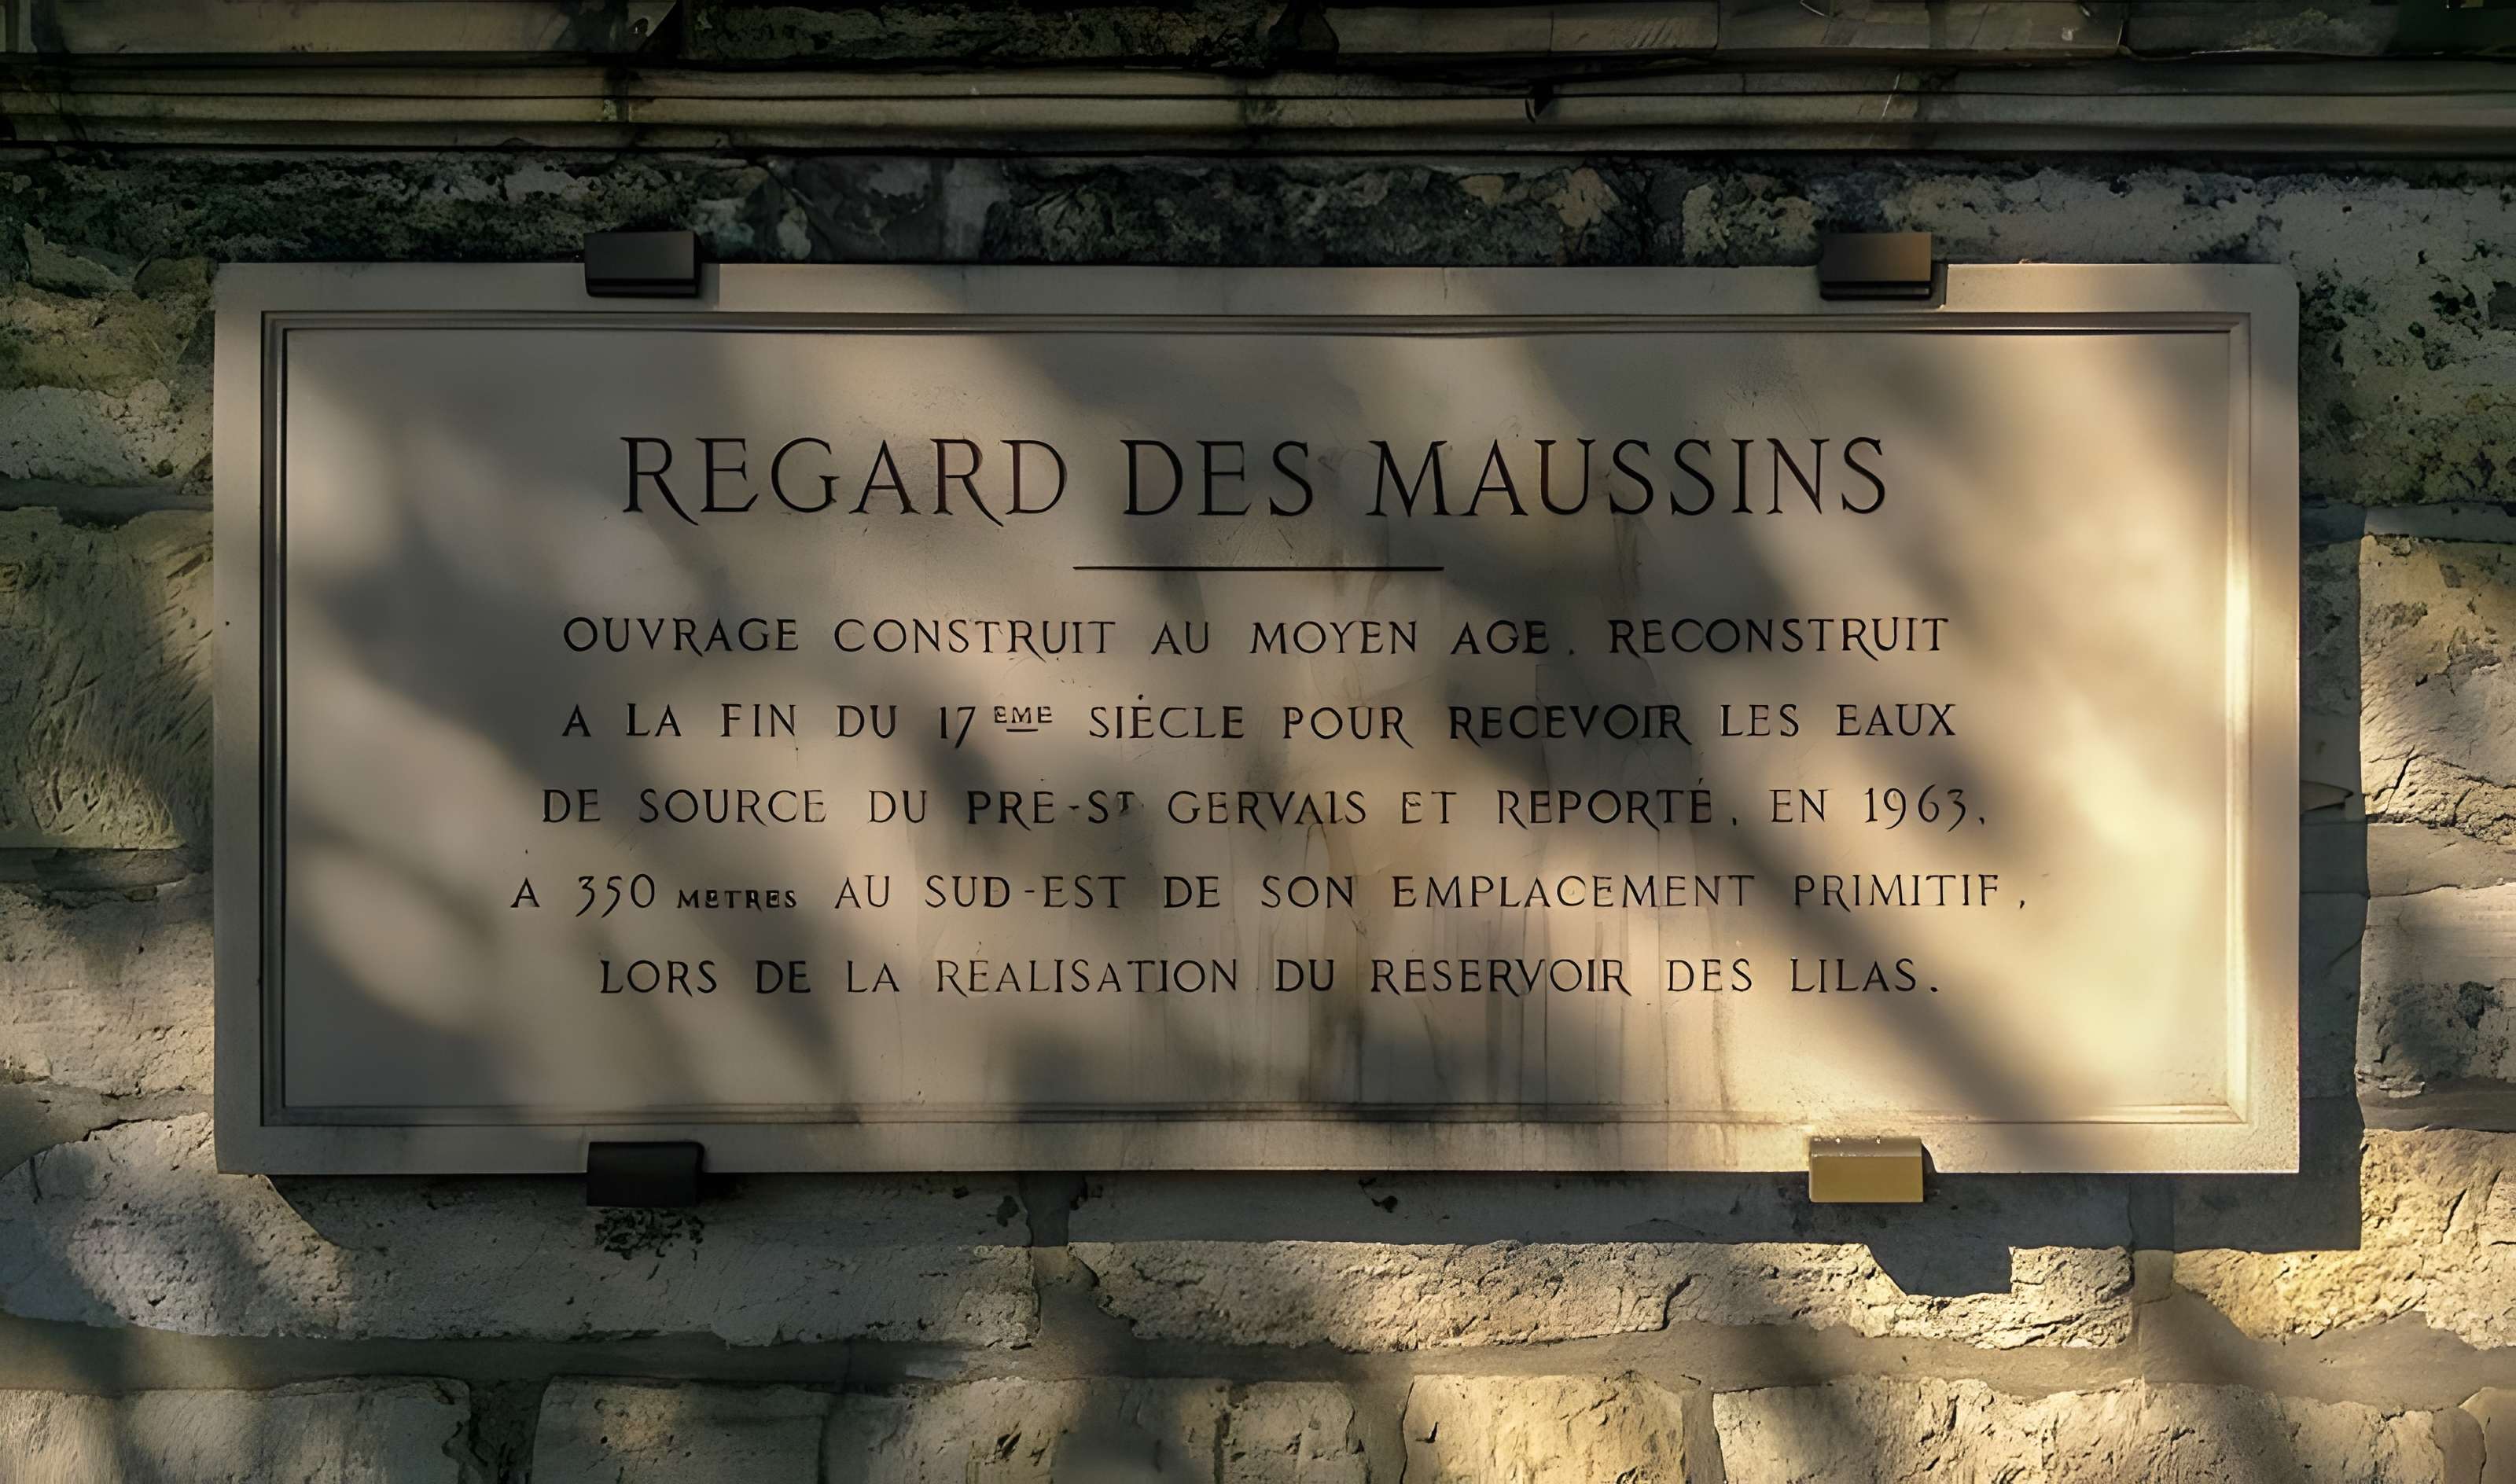 REGARD DES MAUSSINS
OUVRAGE CONSTRUIT AU MOYEN AGE, RECONSTRUIT
A LA FIN DU 17EME SIÈCLE POUR RECEVOIR LES EAUX
DE SOURCE DU PRE-ST GERVAIS ET REPORTÉ, EN 1963,
A 350 METRES AU SUD-EST DE SON EMPLACEMENT PRIMITIF,
LORS DE LA RÉALISATION DU RESERVOIR DES LILAS.